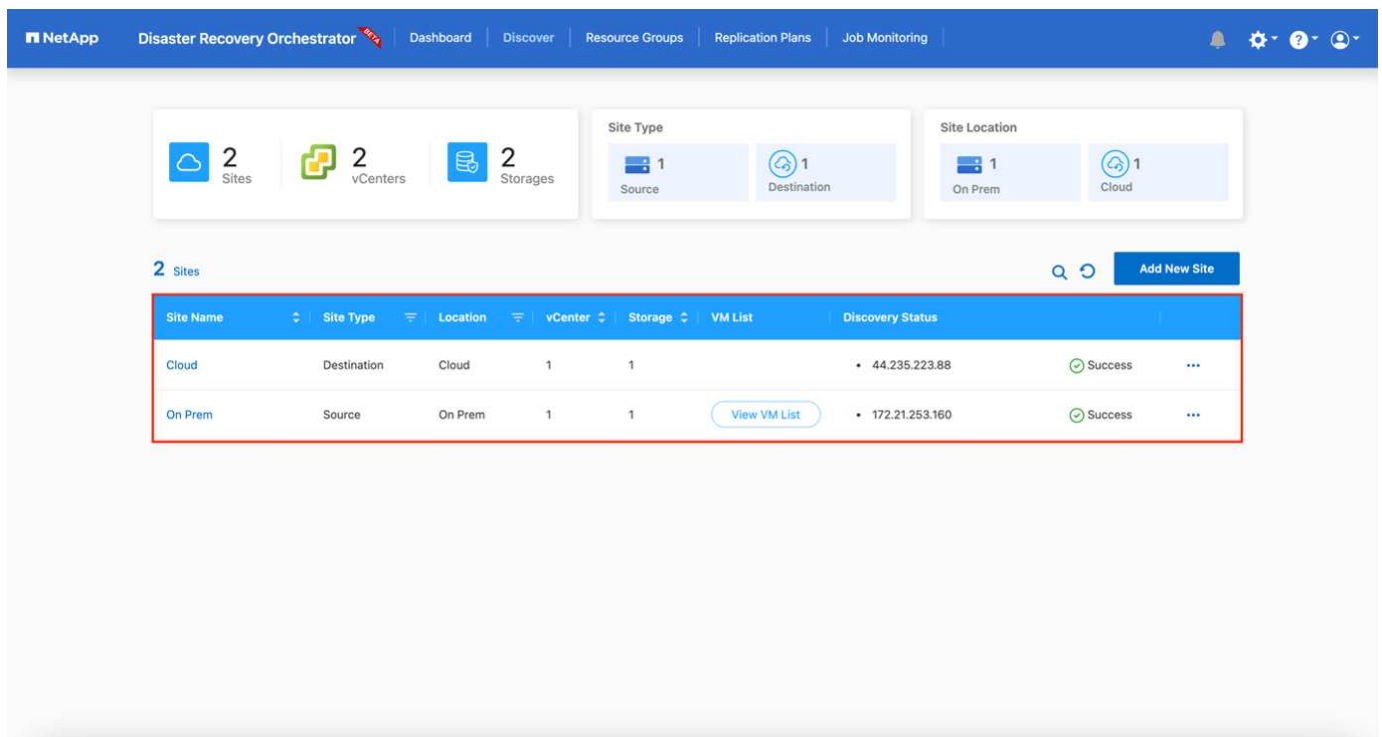 NetApp Disaster Recovery Orchestrator BETA Dashboard Discover Resource Groups Replication Plans Job Monitoring ?
2 Sites
2 vCenters
2 Storages
Site Type
1 Source
1 Destination
Site Location
1 On Prem
1 Cloud
2 Sites
Add New Site
Site Name Site Type Location vCenter Storage VM List Discovery Status
Cloud Destination Cloud 1 1 • 44.235.223.88 Success ...
On Prem Source On Prem 1 1 View VM List • 172.21.253.160 Success ...